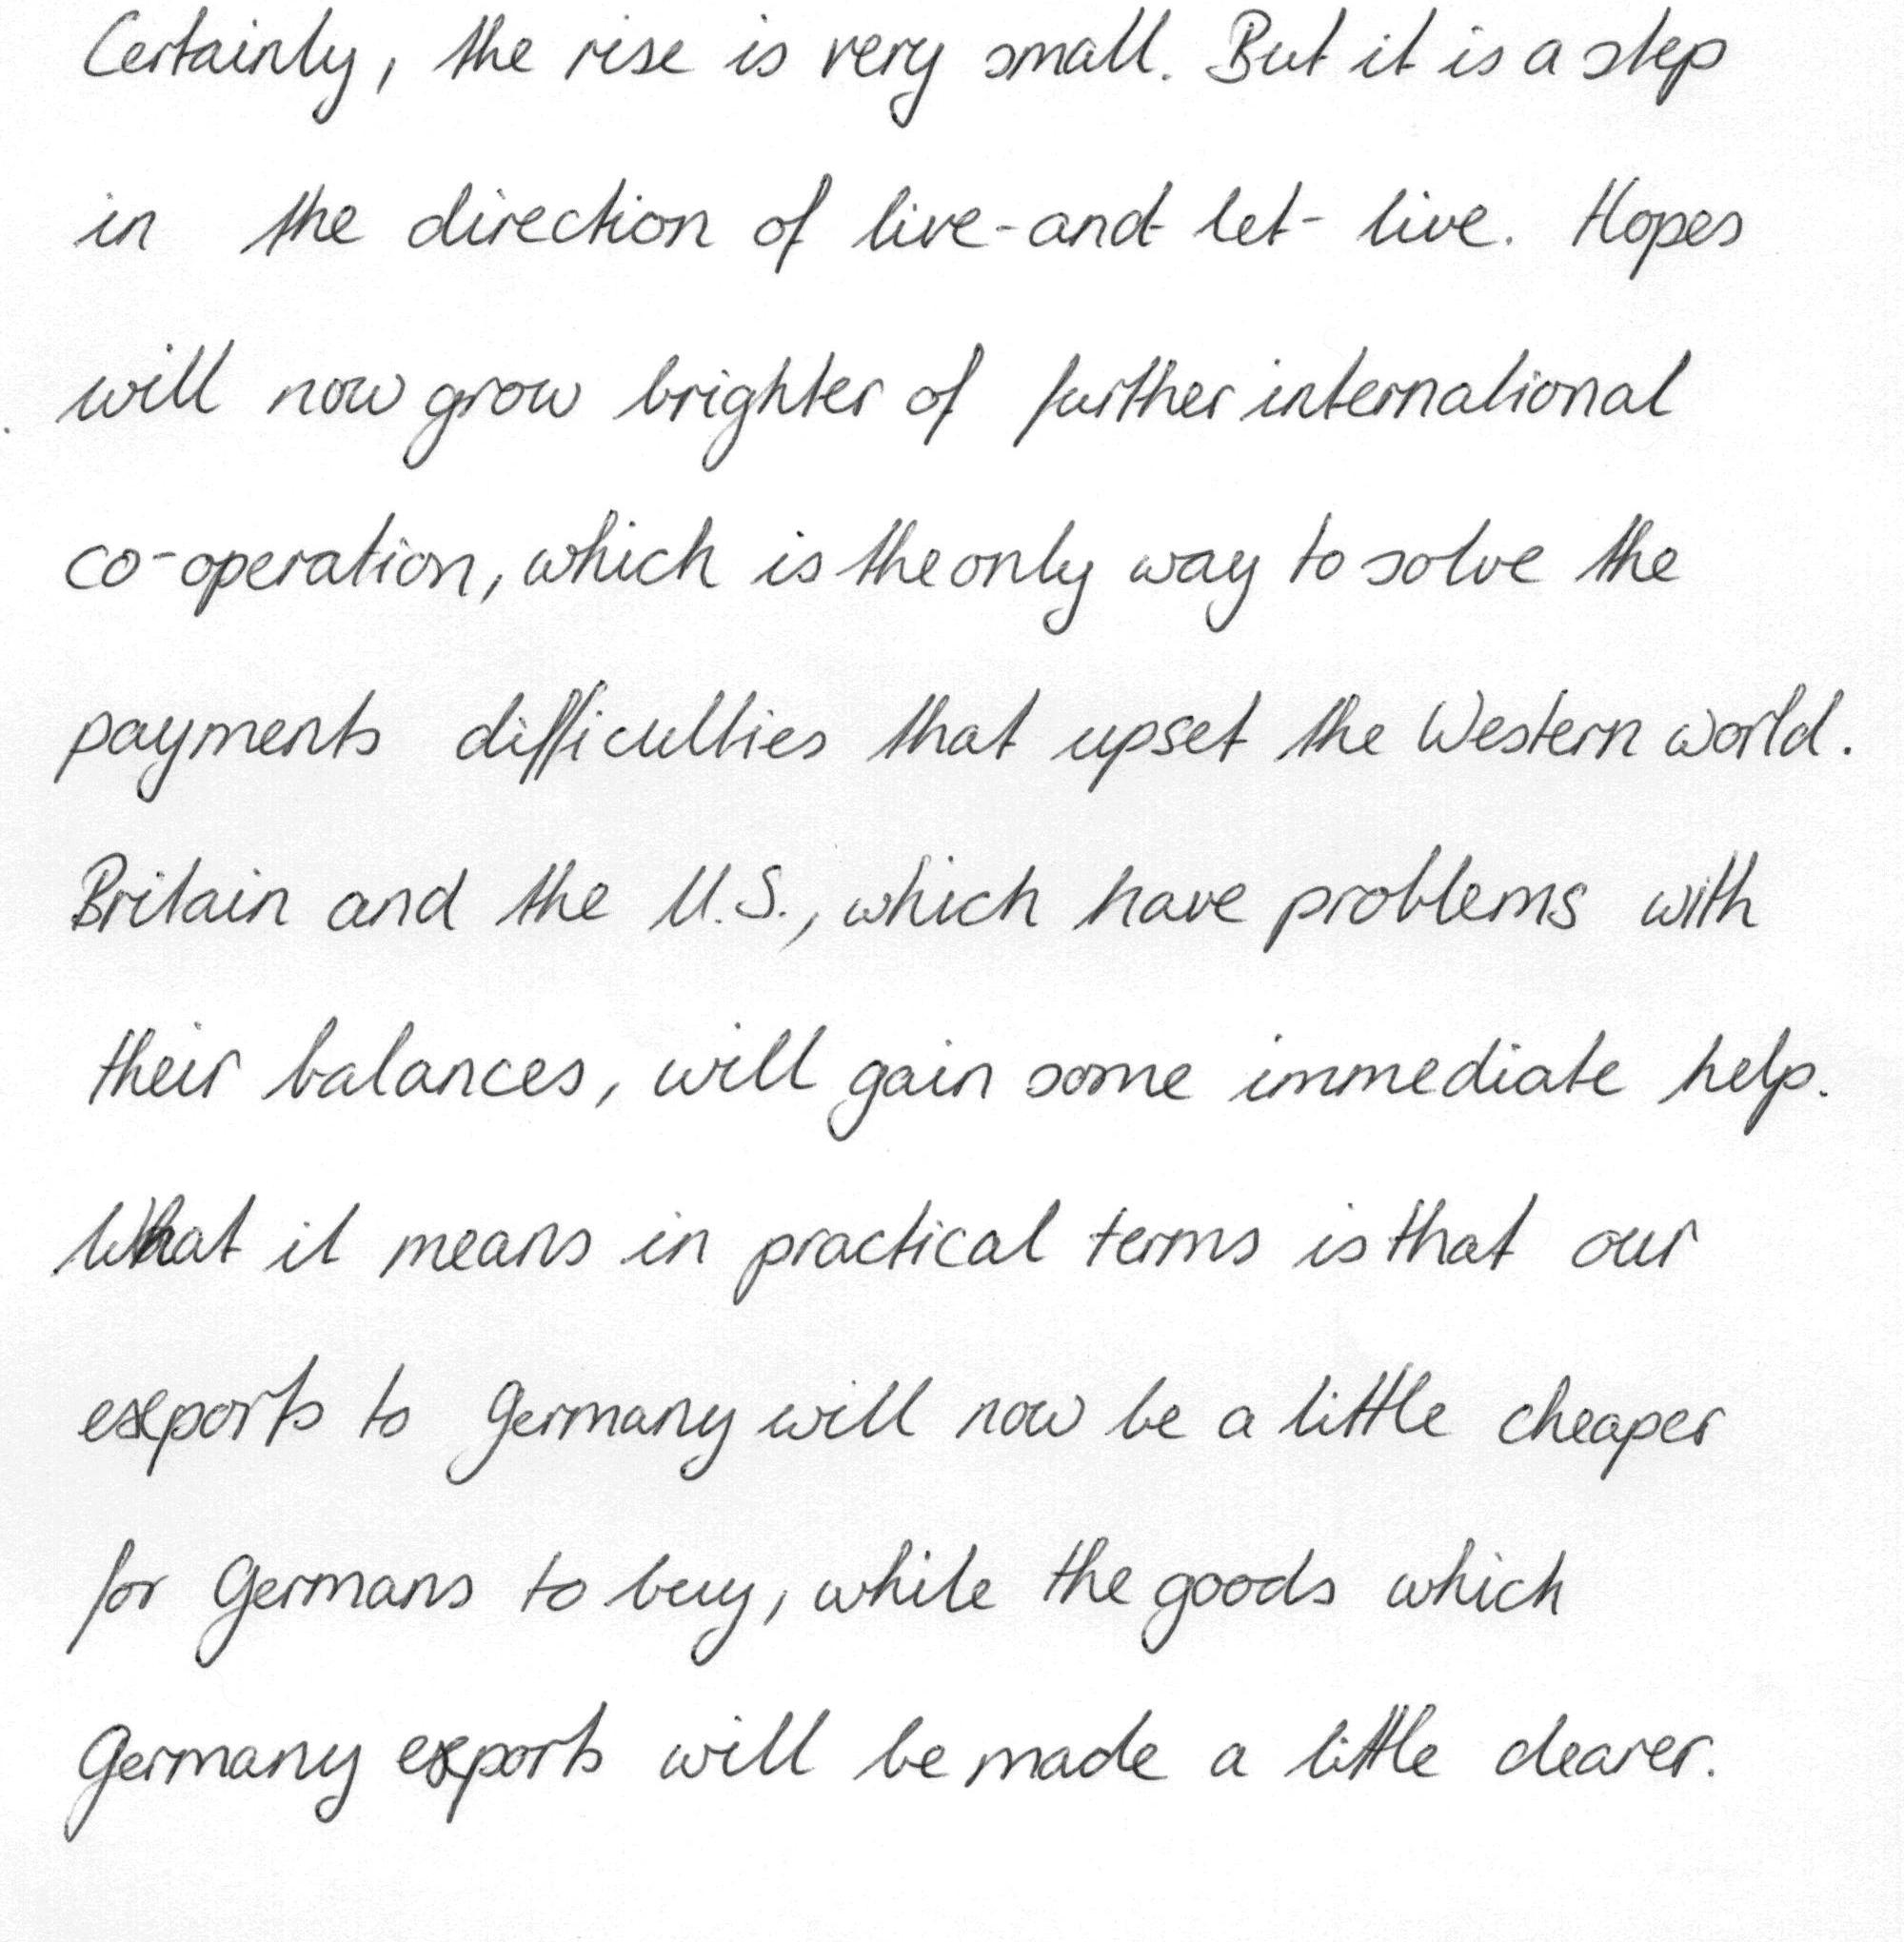 Certainly, the rise is very small. But it is a step
in the direction of live-and-let-live. Hopes
will now grow brighter of further international
co-operation, which is the only way to solve the
payments difficulties that upset the Western world.
Britain and the U.S., which have problems with
their balances, will gain some immediate help.
What it means in practical terms is that our
exports to Germany will now be a little cheaper
for Germans to buy, while the goods which
Germany exports will be made a little dearer.